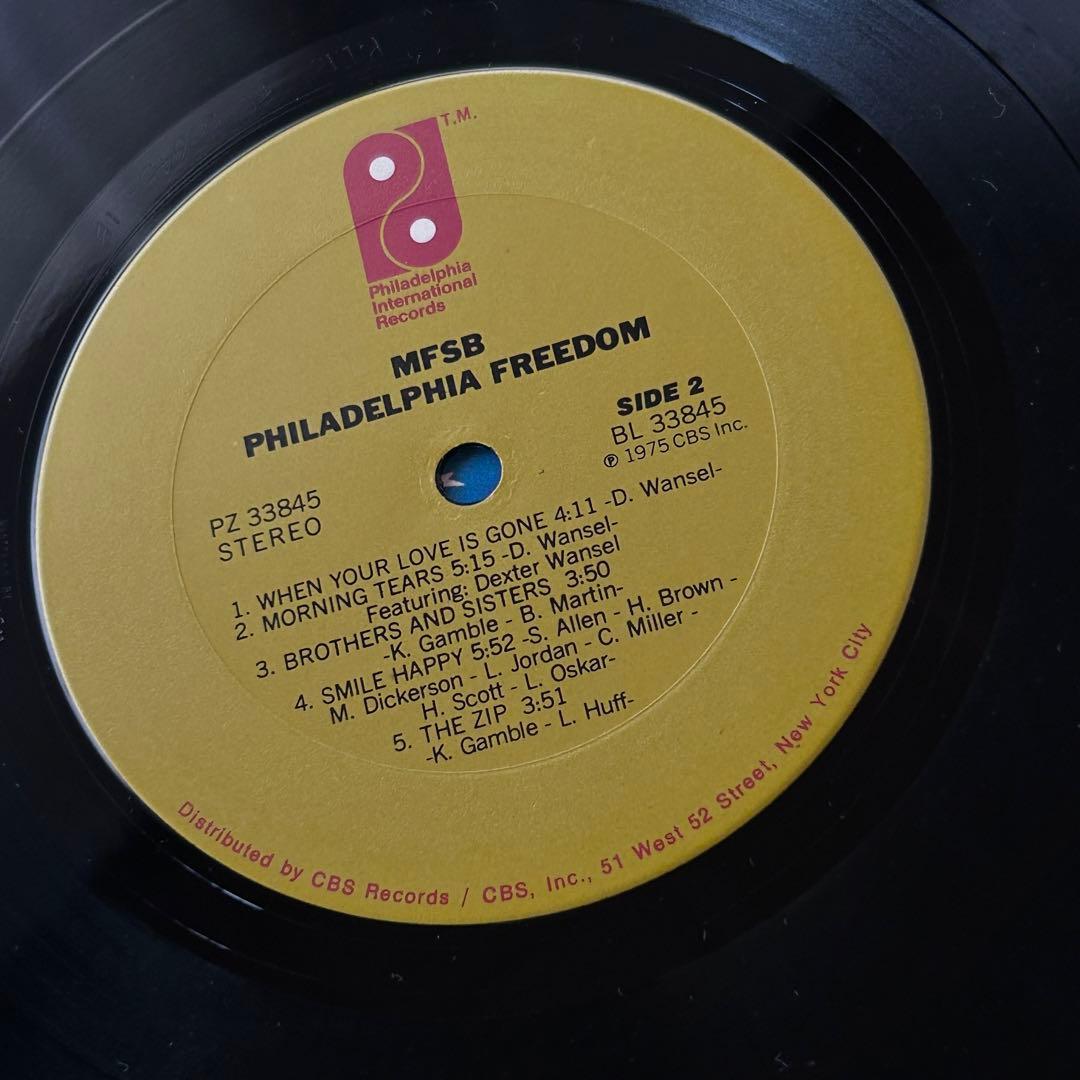 T.M.
Philadelphia
International
Records
MFSB
PHILADELPHIA FREEDOM
SIDE 2
BL 33845
℗ 1975 CBS Inc.
PZ 33845
STEREO
1. WHEN YOUR LOVE IS GONE 4:11 -D. Wansel-
2. MORNING TEARS 5:15 -D. Wansel-
Featuring: Dexter Wansel
3. BROTHERS AND SISTERS 3:50
-K. Gamble - B. Martin-
4. SMILE HAPPY 5:52 -S. Allen - H. Brown -
M. Dickerson - L. Jordan - C. Miller -
H. Scott - L. Oskar-
5. THE ZIP 3:51
-K. Gamble - L. Huff-
Distributed by CBS Records / CBS, Inc., 51 West 52 Street, New York City